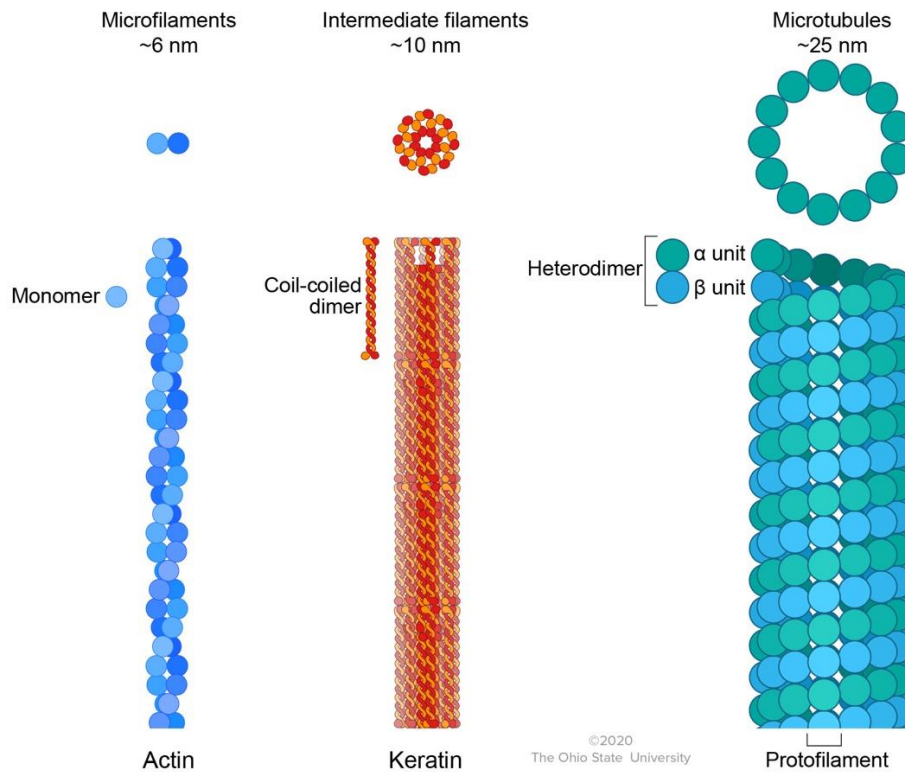 Microfilaments
~6 nm
Intermediate filaments
~10 nm
Microtubules
~25 nm
Monomer
Coil-coiled
dimer
Heterodimer
α unit
β unit
Actin
Keratin
©2020
The Ohio State University
Protofilament